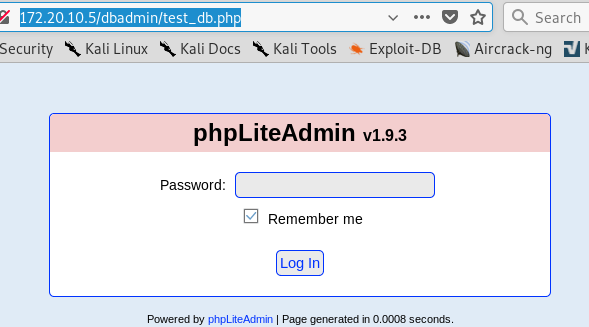 172.20.10.5/dbadmin/test_db.php Search
Security Kali Linux Kali Docs Kali Tools Exploit-DB Aircrack-ng
phpLiteAdmin v1.9.3
Password:
Remember me
Log In
Powered by phpLiteAdmin | Page generated in 0.0008 seconds.